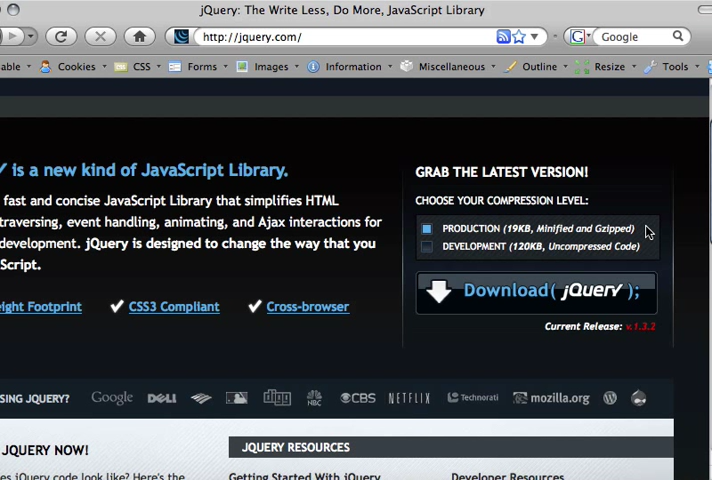 jQuery: The Write Less, Do More, JavaScript Library
http://jquery.com/
Google
able Cookies CSS Forms Images Information Miscellaneous Outline Resize Tools
is a new kind of JavaScript Library.
fast and concise JavaScript Library that simplifies HTML
traversing, event handling, animating, and Ajax interactions for
development. jQuery is designed to change the way that you
Script.
eight Footprint CSS3 Compliant Cross-browser
GRAB THE LATEST VERSION!
CHOOSE YOUR COMPRESSION LEVEL:
PRODUCTION (19KB, Minified and Gzipped)
DEVELOPMENT (120KB, Uncompressed Code)
Download( jQuery );
Current Release: v.1.3.2
SING JQUERY? Google DELL NBC CBS NETFLIX Technorati mozilla.org
JQUERY NOW!
es jQuery code look like? Here's the
JQUERY RESOURCES
Getting Started With jQuery Developer Resources